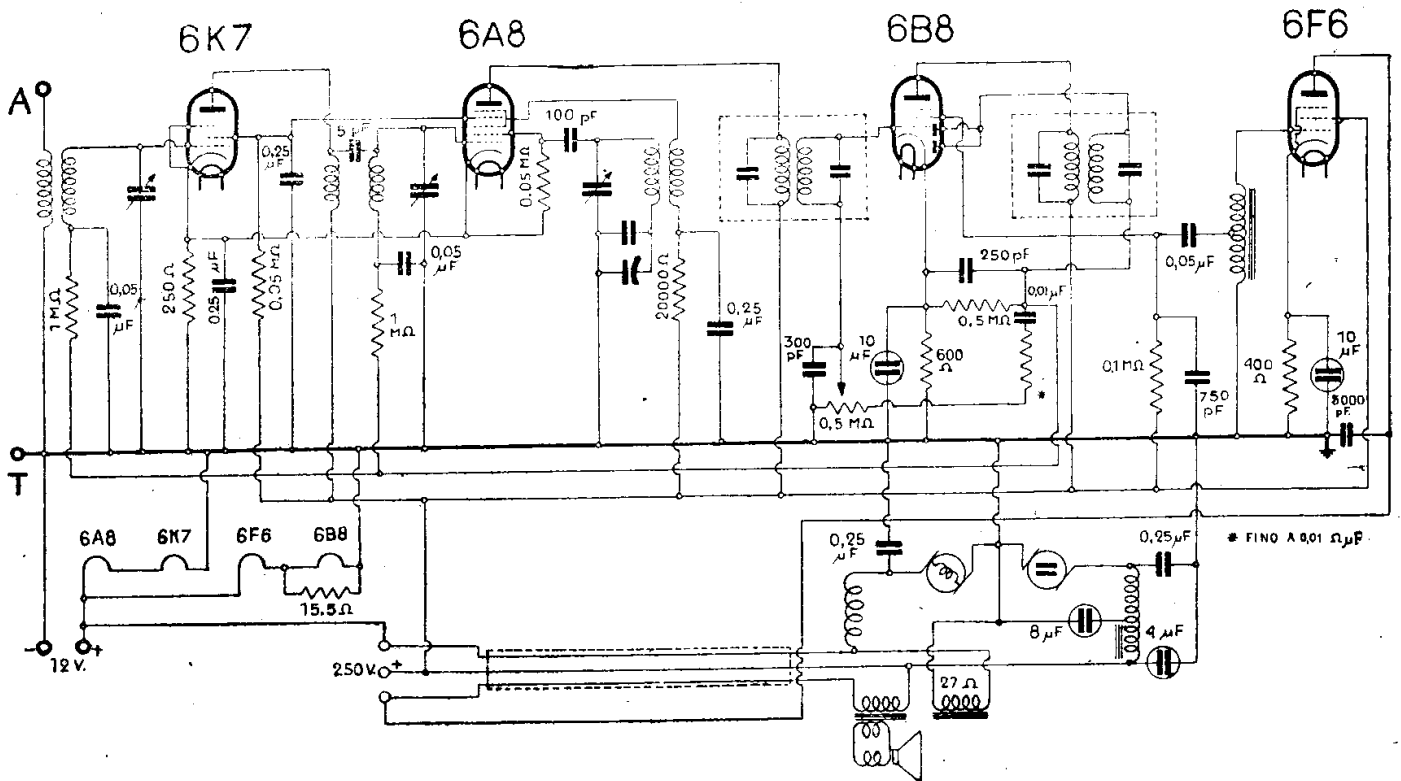 6K7
6A8
6B8
6F6
A
5 pF
100 pF
0,25 μF
0.05 MΩ
1 MΩ
0,05 μF
250 Ω
0.25 μF
0.05 MΩ
0,05 μF
1 MΩ
20000 Ω
0,25 μF
250 pF
0,01 μF
0.5 MΩ
300 pF
10 μF
600 Ω
*
0,5 MΩ
0,05 μF
0.1 MΩ
750 pF
400 Ω
10 μF
5000 pF
T
6A8
6K7
6F6
6B8
15.5 Ω
- 12 V. +
250 V. +
0,25 μF
0,25 μF
* FINO A 0,01 Ω μF
8 μF
4 μF
27 Ω